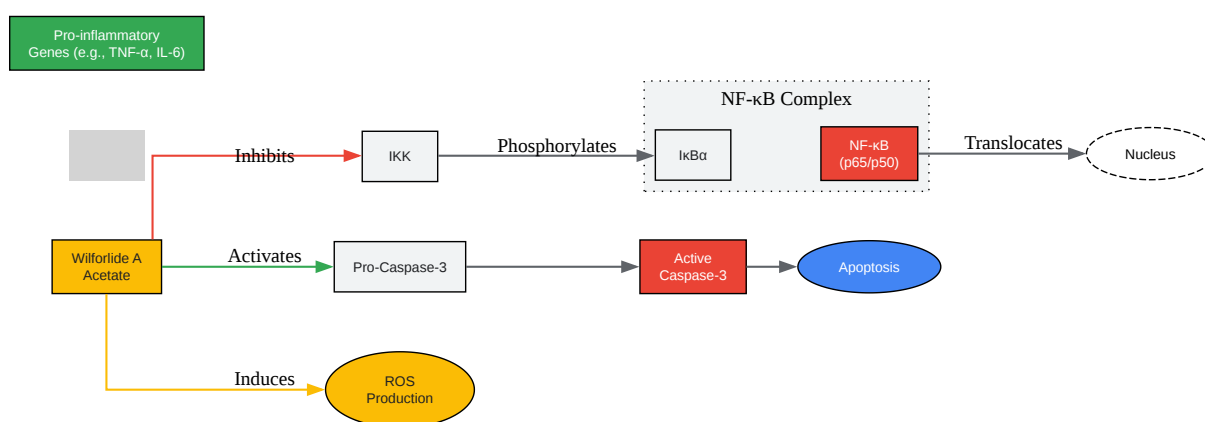 Pro-inflammatory
Genes (e.g., TNF-α, IL-6)
NF-κB Complex
Inhibits
IKK
Phosphorylates
IκBα
NF-κB
(p65/p50)
Translocates
Nucleus
Wilforlide A
Acetate
Activates
Pro-Caspase-3
Active
Caspase-3
Apoptosis
Induces
ROS
Production